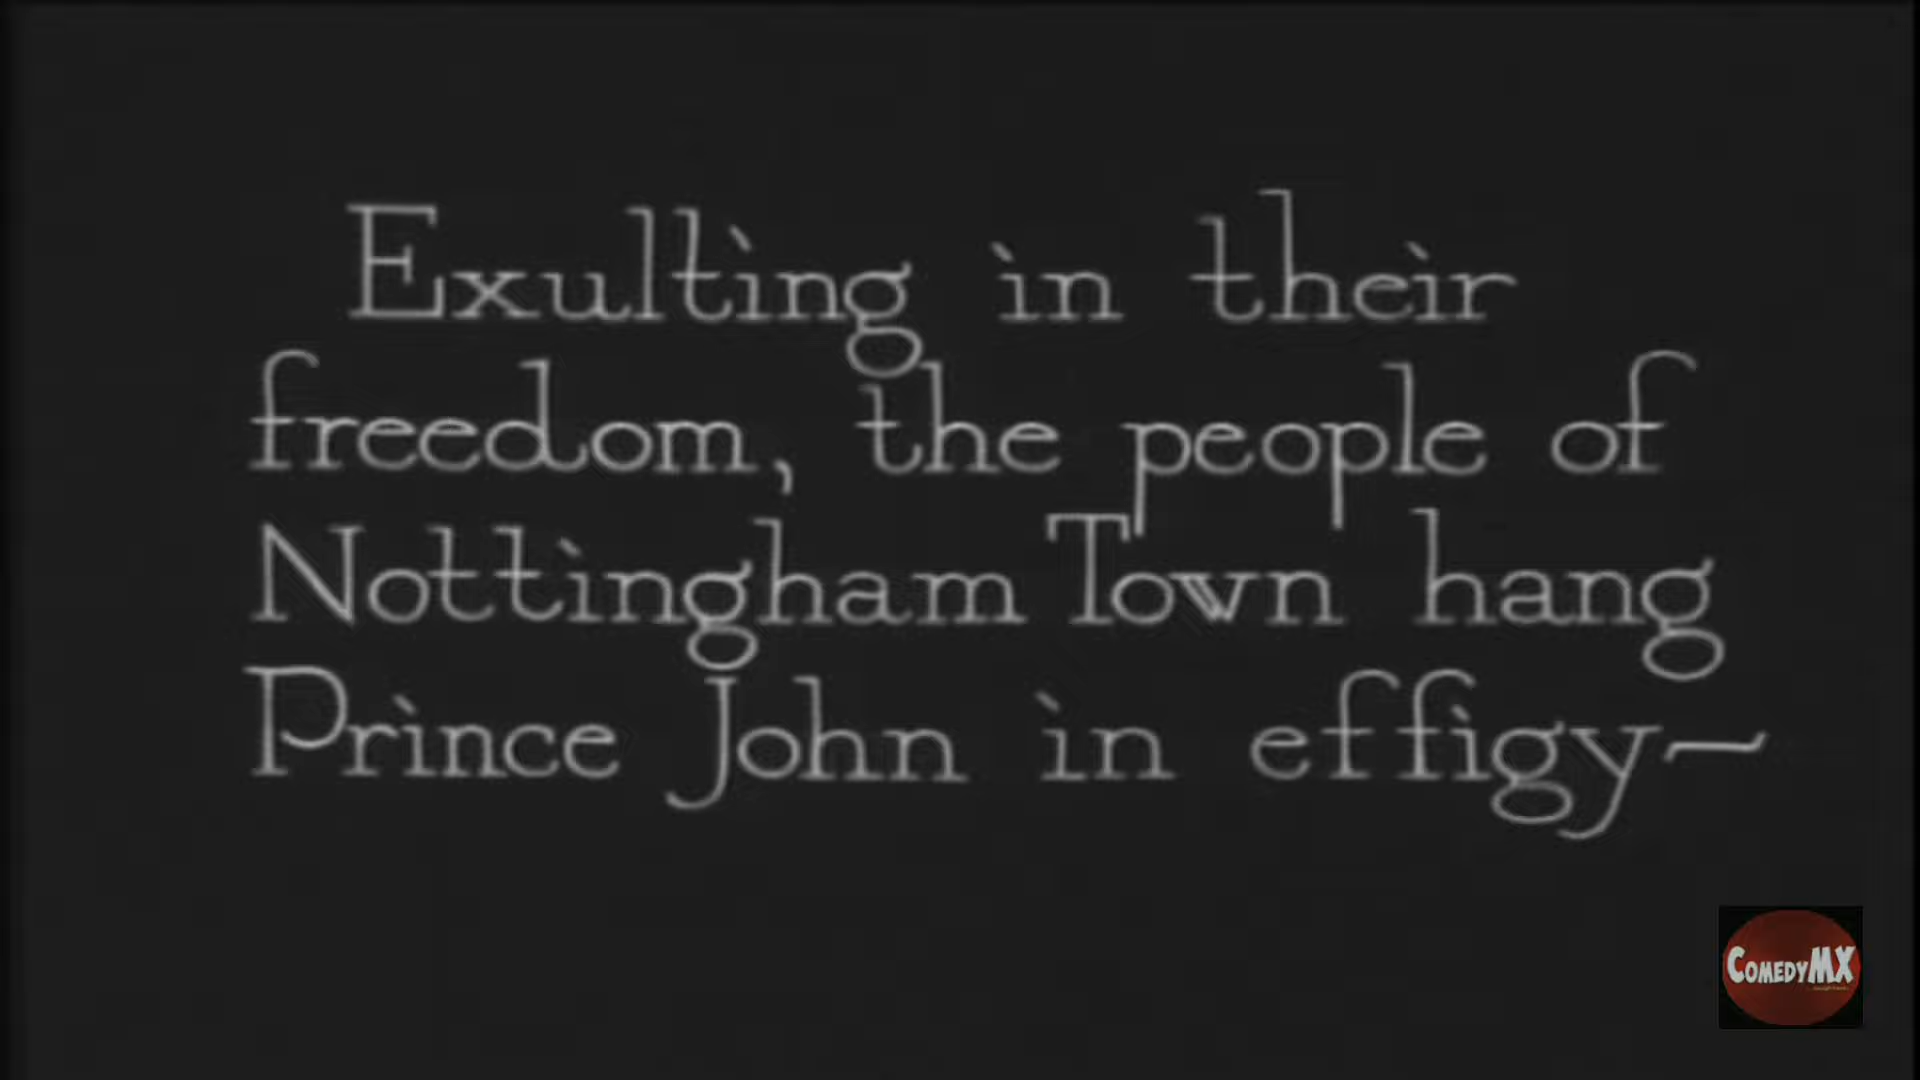 Exulting in their
freedom, the people of
Nottingham Town hang
Prince John in effigy~
COMEDYMX